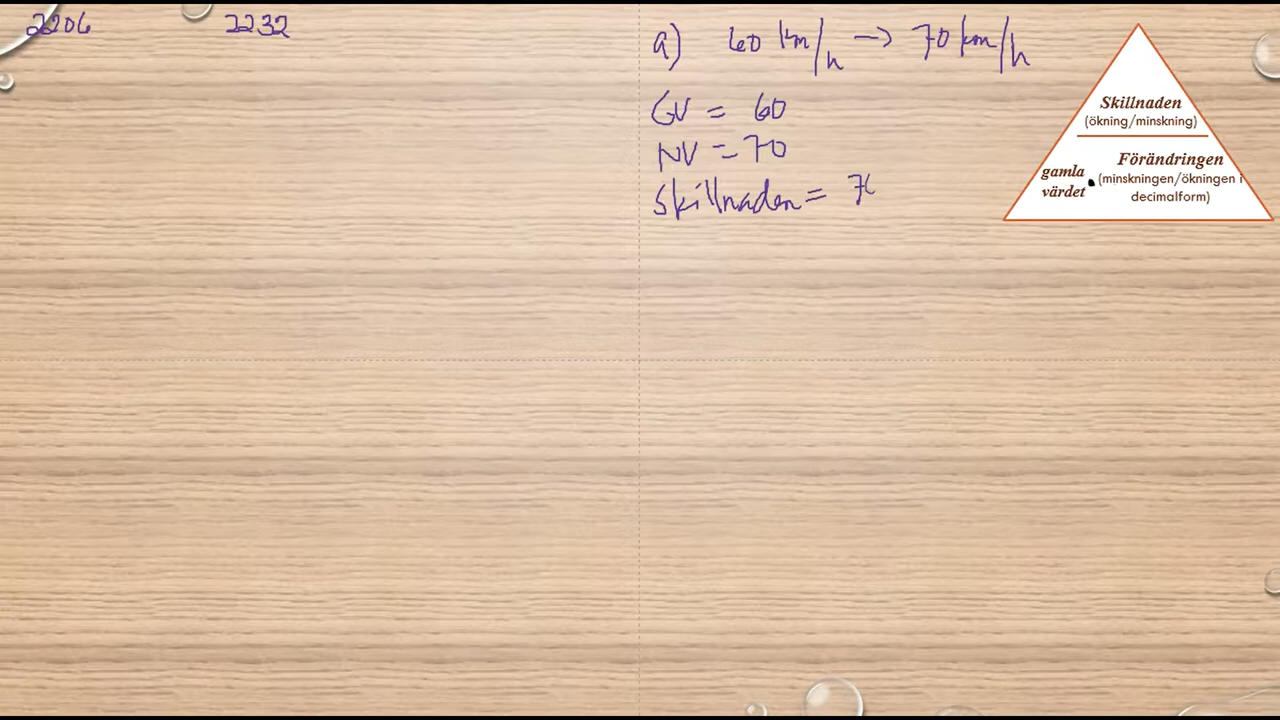 2206 2232
a) 60 km/h → 70 km/h
GV = 60
NV = 70
Skillnaden = 70
Skillnaden
(ökning/minskning)
gamla
värdet
Förändringen
(minskningen/ökningen i
decimalform)